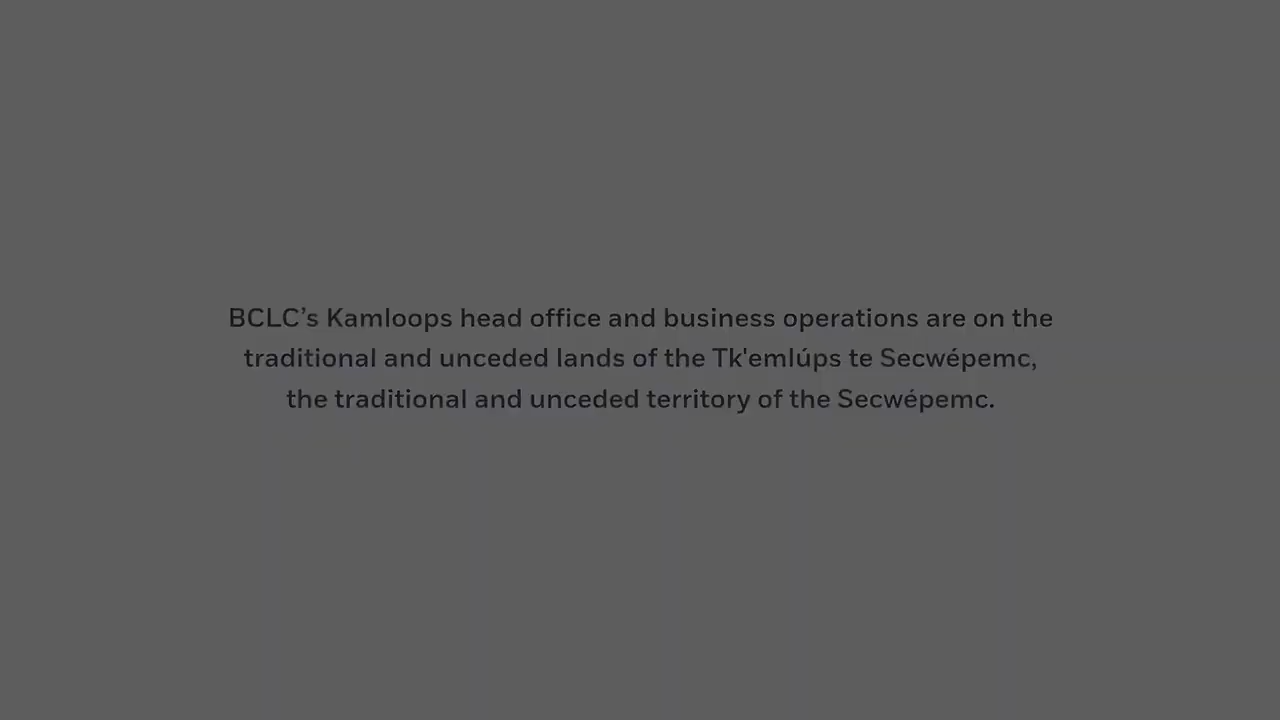 BCLC’s Kamloops head office and business operations are on the
traditional and unceded lands of the Tk'emlúps te Secwépemc,
the traditional and unceded territory of the Secwépemc.